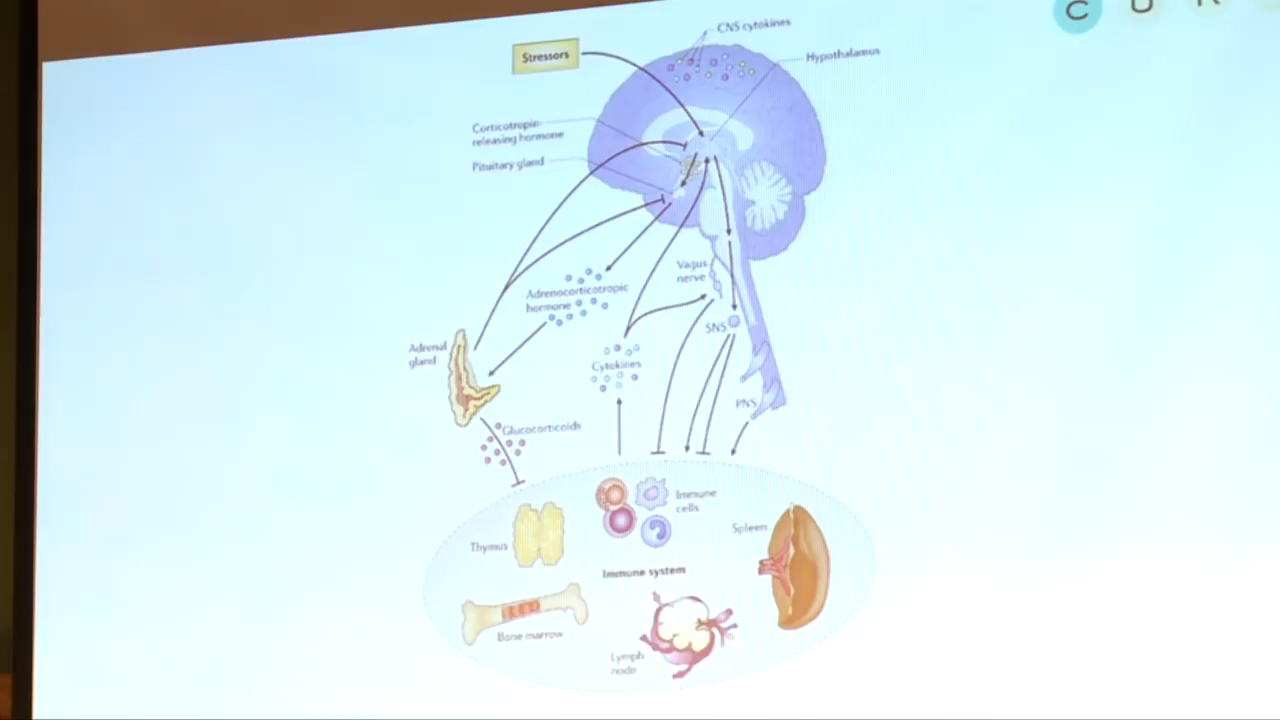 C U R
CNS cytokines
Stressors
Hypothalamus
Corticotropin-
releasing hormone
Pituitary gland
Vagus
nerve
Adrenocorticotropic
hormone
SNS
Adrenal
gland
Cytokines
PNS
Glucocorticoids
Immune
cells
Spleen
Thymus
Immune system
Bone marrow
Lymph
node